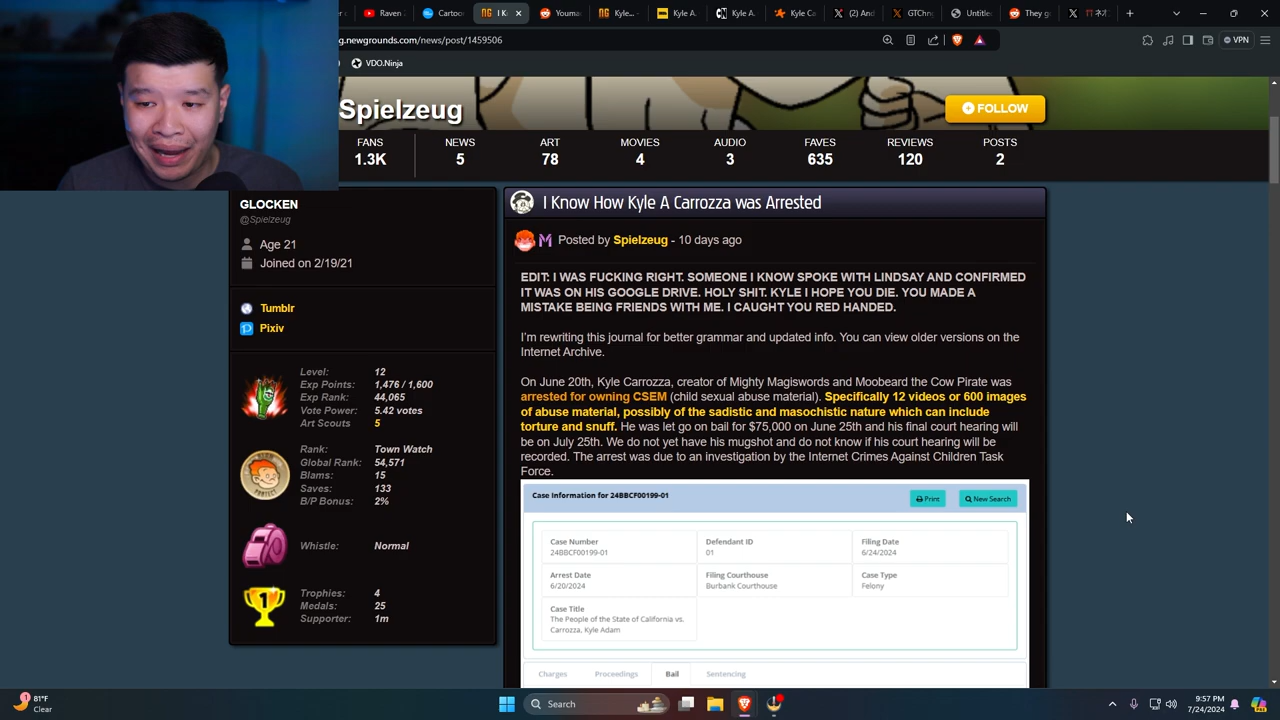 Raven
Cartoo
I K
Youma
Kyle...
Kyle A
Kyle A.
Kyle Ca
(2) An
GTChr
Untitle
They g
g.newgrounds.com/news/post/1459506
VPN
VDO.Ninja
Spielzeug
FOLLOW
FANS NEWS ART MOVIES AUDIO FAVES REVIEWS POSTS
1.3K 5 78 4 3 635 120 2
GLOCKEN
@Spielzeug
Age 21
Joined on 2/19/21
Tumblr
Pixiv
Level: 12
Exp Points: 1,476 / 1,600
Exp Rank: 44,065
Vote Power: 5.42 votes
Art Scouts 5
Rank: Town Watch
Global Rank: 54,571
Blams: 15
Saves: 133
B/P Bonus: 2%
Whistle: Normal
Trophies: 4
Medals: 25
Supporter: 1m
I Know How Kyle A Carrozza was Arrested
Posted by Spielzeug - 10 days ago
EDIT: I WAS FUCKING RIGHT. SOMEONE I KNOW SPOKE WITH LINDSAY AND CONFIRMED
IT WAS ON HIS GOOGLE DRIVE. HOLY SHIT. KYLE I HOPE YOU DIE. YOU MADE A
MISTAKE BEING FRIENDS WITH ME. I CAUGHT YOU RED HANDED.
I'm rewriting this journal for better grammar and updated info. You can view older versions on the
Internet Archive.
On June 20th, Kyle Carrozza, creator of Mighty Magiswords and Moobeard the Cow Pirate was
arrested for owning CSEM (child sexual abuse material). Specifically 12 videos or 600 images
of abuse material, possibly of the sadistic and masochistic nature which can include
torture and snuff. He was let go on bail for $75,000 on June 25th and his final court hearing will
be on July 25th. We do not yet have his mugshot and do not know if his court hearing will be
recorded. The arrest was due to an investigation by the Internet Crimes Against Children Task
Force.
Case Information for 24BBCF00199-01
Print
New Search
Case Number Defendant ID Filing Date
24BBCF00199-01 01 6/24/2024
Arrest Date Filing Courthouse Case Type
6/20/2024 Burbank Courthouse Felony
Case Title
The People of the State of California vs.
Carrozza, Kyle Adam
Charges Proceedings Bail Sentencing
81°F
Clear
Search
9:57 PM
7/24/2024